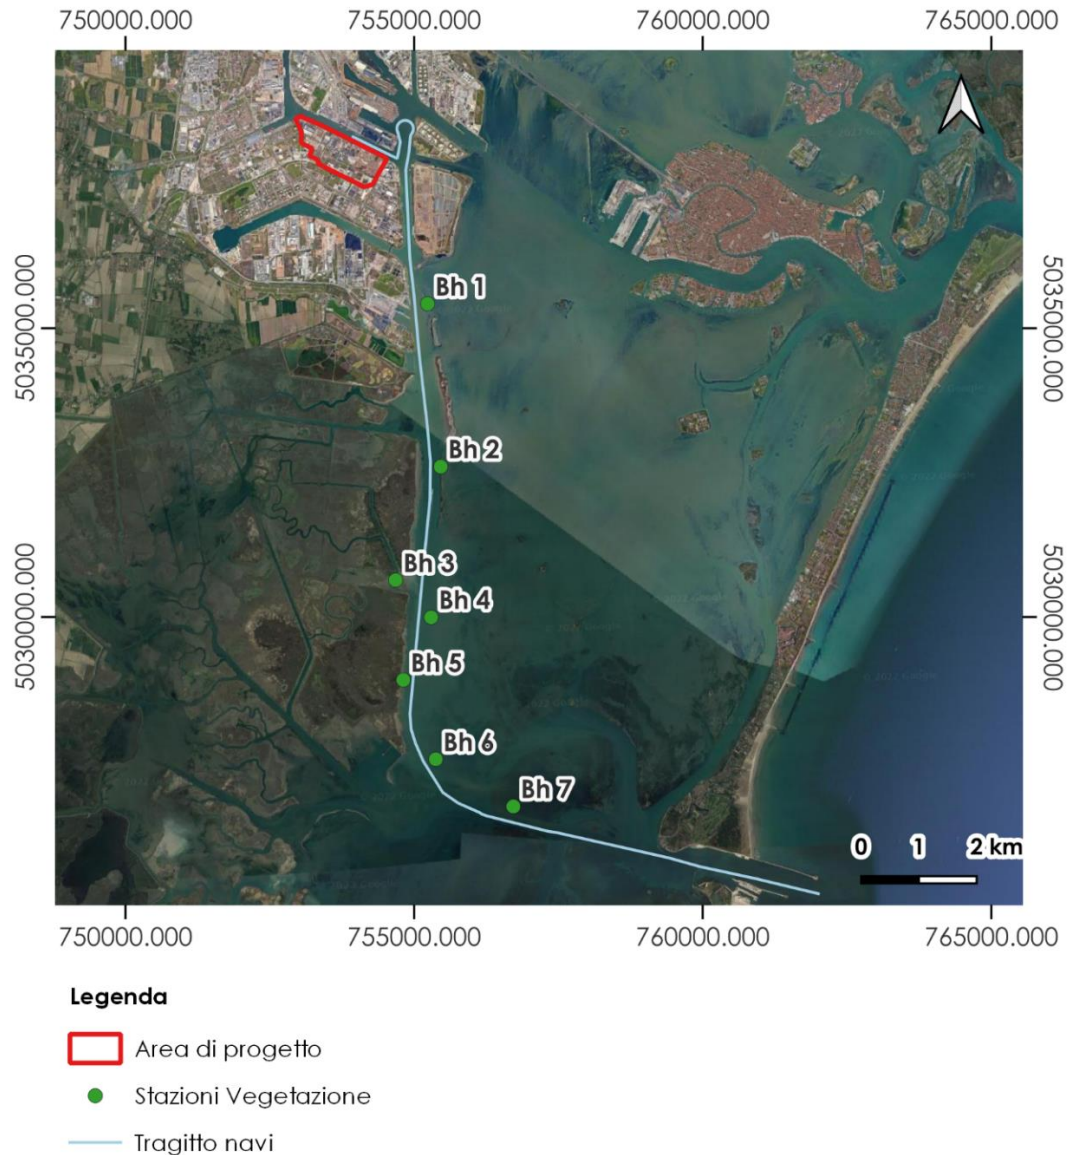 750000.000 755000.000 760000.000 765000.000
5035000.000 5035000.000
5030000.000 5030000.000
Bh 1
Bh 2
Bh 3
Bh 4
Bh 5
Bh 6
Bh 7
0 1 2 km
750000.000 755000.000 760000.000 765000.000
Legenda
Area di progetto
Stazioni Vegetazione
Tragitto navi